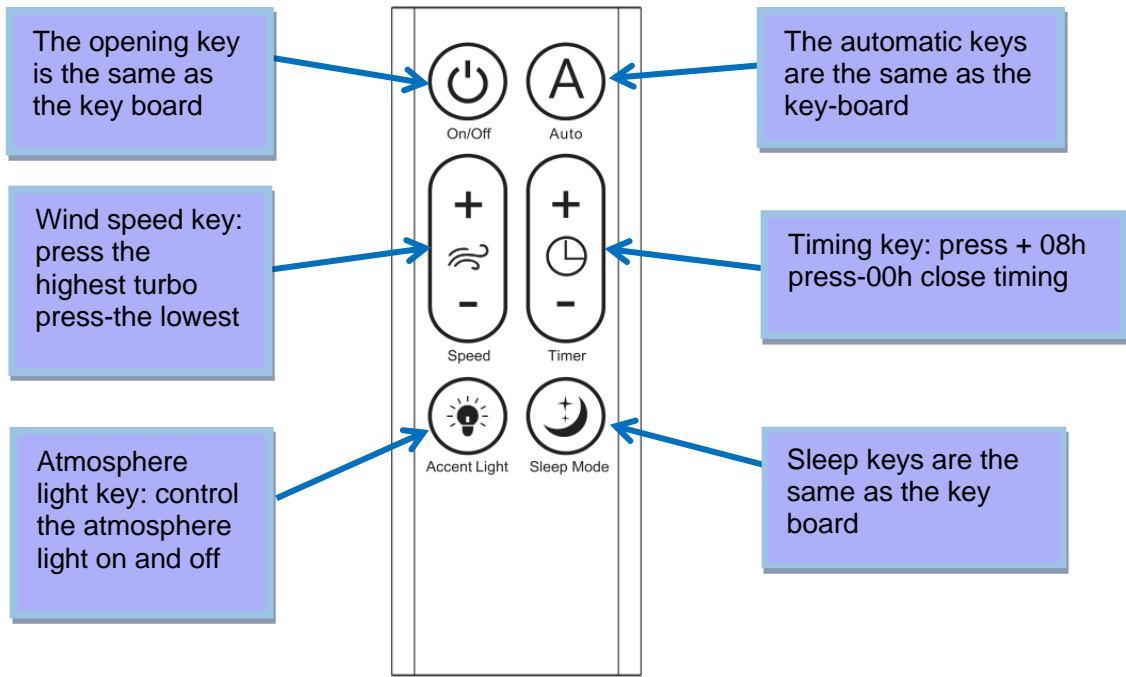 The opening key
is the same as
the key board
The automatic keys
are the same as the
key-board
On/Off
Auto
Wind speed key:
press the
highest turbo
press-the lowest
+
-
+
-
Timing key: press + 08h
press-00h close timing
Speed
Timer
Atmosphere
light key: control
the atmosphere
light on and off
A
Accent Light
Sleep Mode
Sleep keys are the
same as the key
board